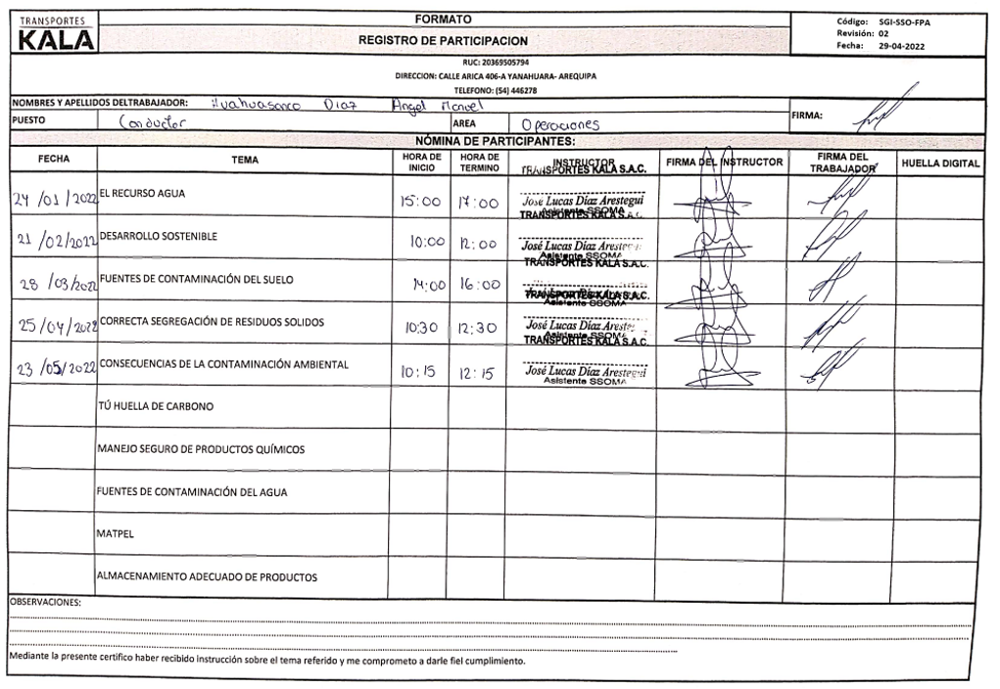 TRANSPORTES
KALA
FORMATO
REGISTRO DE PARTICIPACION
Código: SGI-SSO-FPA
Revisión: 02
Fecha: 29-04-2022
RUC: 20369505794
DIRECCION: CALLE ARICA 406-A YANAHUARA- AREQUIPA
TELEFONO: (54) 446278
NOMBRES Y APELLIDOS DELTRABAJADOR: Huahuasonco Diaz Angel Manuel
FIRMA:
PUESTO Conductor AREA Operaciones
NÓMINA DE PARTICIPANTES:
FECHA TEMA HORA DE INICIO HORA DE TERMINO INSTRUCTOR FIRMA DEL INSTRUCTOR FIRMA DEL TRABAJADOR HUELLA DIGITAL
TRANSPORTES KALA S.A.C.
24/01/2022 EL RECURSO AGUA 15:00 17:00 José Lucas Díaz Arestegui
Asistente SSOMA
TRANSPORTES KALA S.A.C.
21/02/2022 DESARROLLO SOSTENIBLE 10:00 12:00 José Lucas Díaz Arestegui
Asistente SSOMA
TRANSPORTES KALA S.A.C.
28/03/2022 FUENTES DE CONTAMINACIÓN DEL SUELO 14:00 16:00
TRANSPORTES KALA S.A.C.
Asistente SSOMA
25/04/2022 CORRECTA SEGREGACIÓN DE RESIDUOS SOLIDOS 10:30 12:30 José Lucas Díaz Arestegui
Asistente SSOMA
TRANSPORTES KALA S.A.C.
23/05/2022 CONSECUENCIAS DE LA CONTAMINACIÓN AMBIENTAL 10:15 12:15 José Lucas Díaz Arestegui
Asistente SSOMA
TÚ HUELLA DE CARBONO
MANEJO SEGURO DE PRODUCTOS QUÍMICOS
FUENTES DE CONTAMINACIÓN DEL AGUA
MATPEL
ALMACENAMIENTO ADECUADO DE PRODUCTOS
OBSERVACIONES:
Mediante la presente certifico haber recibido instrucción sobre el tema referido y me comprometo a darle fiel cumplimiento.